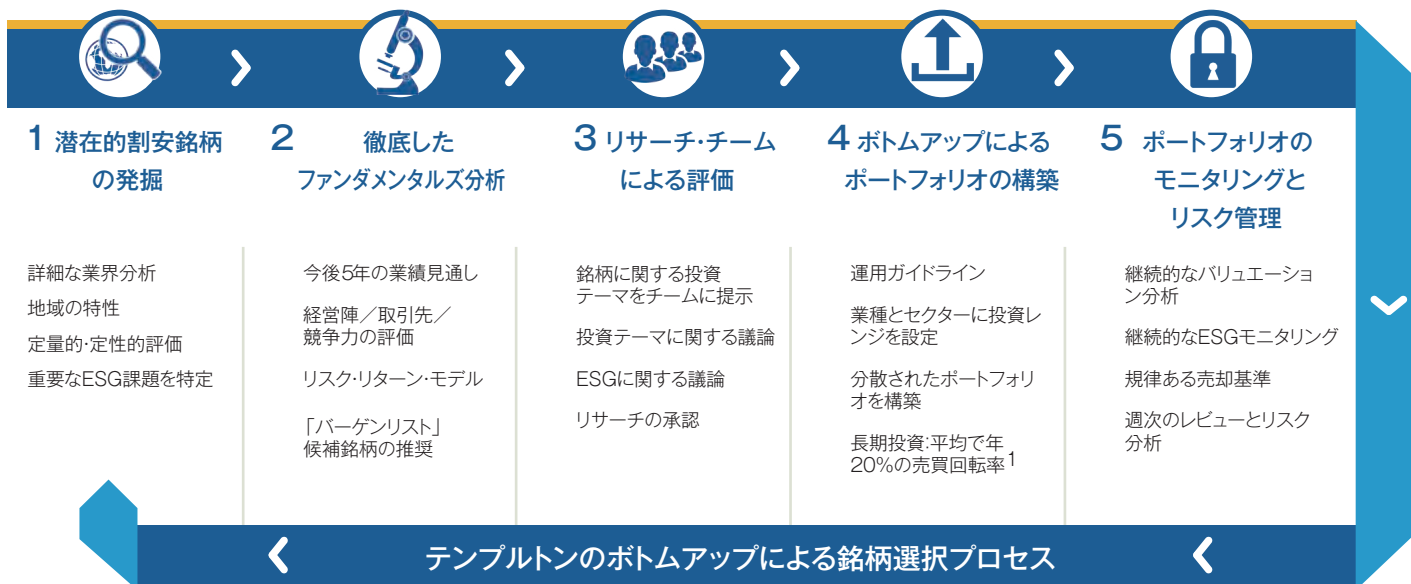 1 潜在的割安銘柄
の発掘
詳細な業界分析
地域の特性
定量的・定性的評価
重要なESG課題を特定
2 徹底した
ファンダメンタルズ分析
今後5年の業績見通し
経営陣／取引先／
競争力の評価
リスク・リターン・モデル
「バーゲンリスト」
候補銘柄の推奨
3 リサーチ・チーム
による評価
銘柄に関する投資
テーマをチームに提示
投資テーマに関する議論
ESGに関する議論
リサーチの承認
4 ボトムアップによる
ポートフォリオの構築
運用ガイドライン
業種とセクターに投資レ
ンジを設定
分散されたポートフォリ
オを構築
長期投資:平均で年
20%の売買回転率1
5 ポートフォリオの
モニタリングと
リスク管理
継続的なバリュエーショ
ン分析
継続的なESGモニタリング
規律ある売却基準
週次のレビューとリスク
分析
テンプルトンのボトムアップによる銘柄選択プロセス